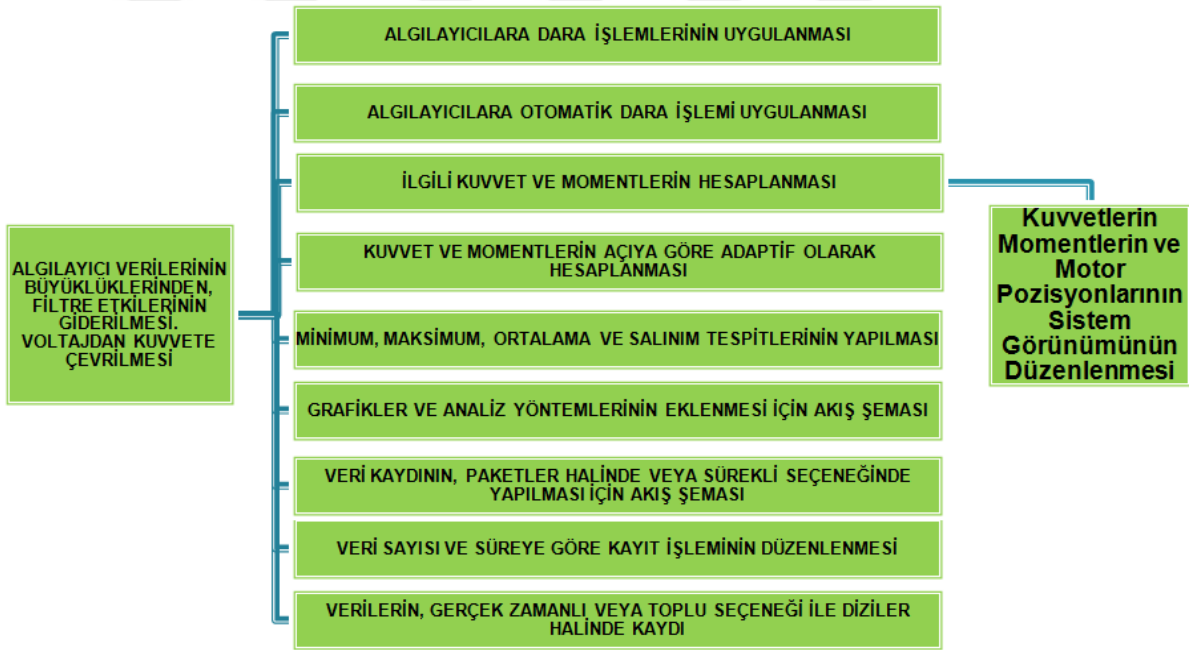 ALGILAYICI VERİLERİNİN
BÜYÜKLÜKLERİNDEN,
FİLTRE ETKİLERİNİN
GİDERİLMESİ.
VOLTAJDAN KUVVETE
ÇEVRİLMESİ
ALGILAYICILARA DARA İŞLEMLERİNİN UYGULANMASI
ALGILAYICILARA OTOMATİK DARA İŞLEMİ UYGULANMASI
İLGİLİ KUVVET VE MOMENTLERİN HESAPLANMASI
KUVVET VE MOMENTLERİN AÇIYA GÖRE ADAPTİF OLARAK
HESAPLANMASI
MİNİMUM, MAKSİMUM, ORTALAMA VE SALINIM TESPİTLERİNİN YAPILMASI
GRAFİKLER VE ANALİZ YÖNTEMLERİNİN EKLENMESİ İÇİN AKIŞ ŞEMASI
VERİ KAYDININ, PAKETLER HALİNDE VEYA SÜREKLİ SEÇENEĞİNDE
YAPILMASI İÇİN AKIŞ ŞEMASI
VERİ SAYISI VE SÜREYE GÖRE KAYIT İŞLEMİNİN DÜZENLENMESİ
VERİLERİN, GERÇEK ZAMANLI VEYA TOPLU SEÇENEĞİ İLE DİZİLER
HALİNDE KAYDI
Kuvvetlerin
Momentlerin ve
Motor
Pozisyonlarının
Sistem
Görünümünün
Düzenlenmesi